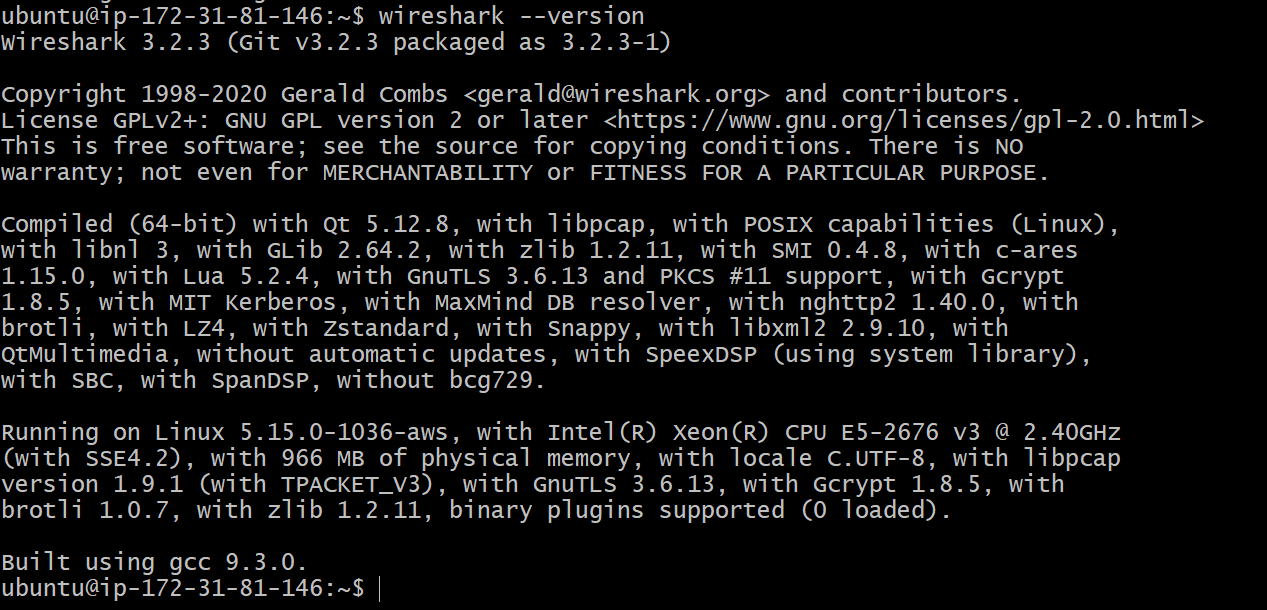 ubuntu@ip-172-31-81-146:~$ wireshark --version
Wireshark 3.2.3 (Git v3.2.3 packaged as 3.2.3-1)
Copyright 1998-2020 Gerald Combs <gerald@wireshark.org> and contributors.
License GPLv2+: GNU GPL version 2 or later <https://www.gnu.org/licenses/gpl-2.0.html>
This is free software; see the source for copying conditions. There is NO
warranty; not even for MERCHANTABILITY or FITNESS FOR A PARTICULAR PURPOSE.
Compiled (64-bit) with Qt 5.12.8, with libpcap, with POSIX capabilities (Linux),
with libnl 3, with GLib 2.64.2, with zlib 1.2.11, with SMI 0.4.8, with c-ares
1.15.0, with Lua 5.2.4, with GnuTLS 3.6.13 and PKCS #11 support, with Gcrypt
1.8.5, with MIT Kerberos, with MaxMind DB resolver, with nghttp2 1.40.0, with
brotli, with LZ4, with Zstandard, with Snappy, with libxml2 2.9.10, with
QtMultimedia, without automatic updates, with SpeexDSP (using system library),
with SBC, with SpanDSP, without bcg729.
Running on Linux 5.15.0-1036-aws, with Intel(R) Xeon(R) CPU E5-2676 v3 @ 2.40GHz
(with SSE4.2), with 966 MB of physical memory, with locale C.UTF-8, with libpcap
version 1.9.1 (with TPACKET_V3), with GnuTLS 3.6.13, with Gcrypt 1.8.5, with
brotli 1.0.7, with zlib 1.2.11, binary plugins supported (0 loaded).
Built using gcc 9.3.0.
ubuntu@ip-172-31-81-146:~$